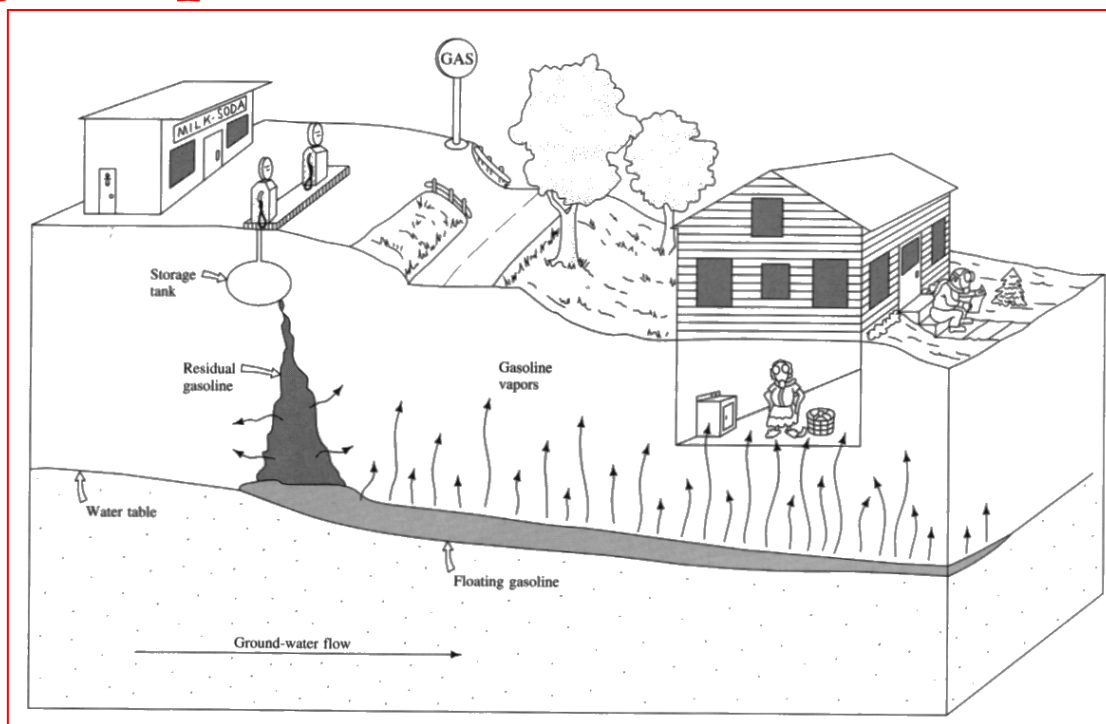 GAS
MILK-SODA
Storage
tank
Residual
gasoline
Gasoline
vapors
Water table
Floating gasoline
Ground-water flow